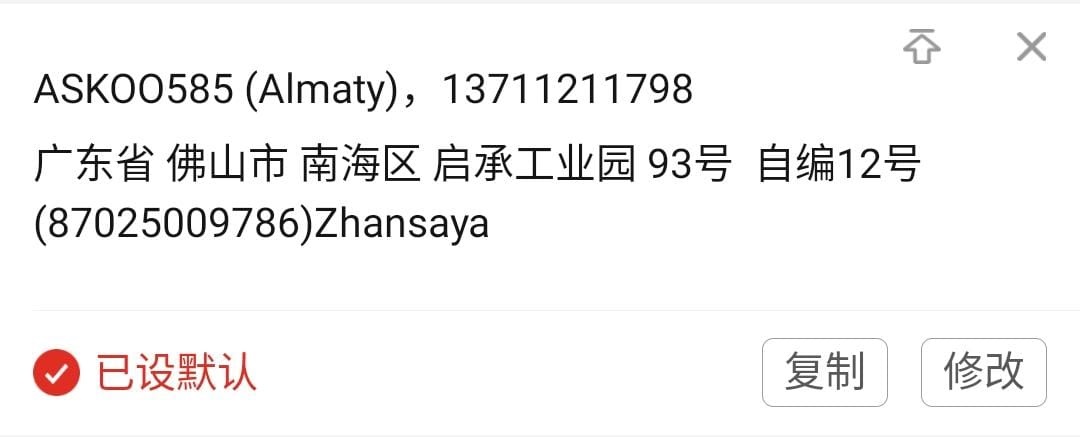 ASKOO585 (Almaty)，13711211798
广东省 佛山市 南海区 启承工业园 93号 自编12号
(87025009786)Zhansaya
已设默认 复制 修改